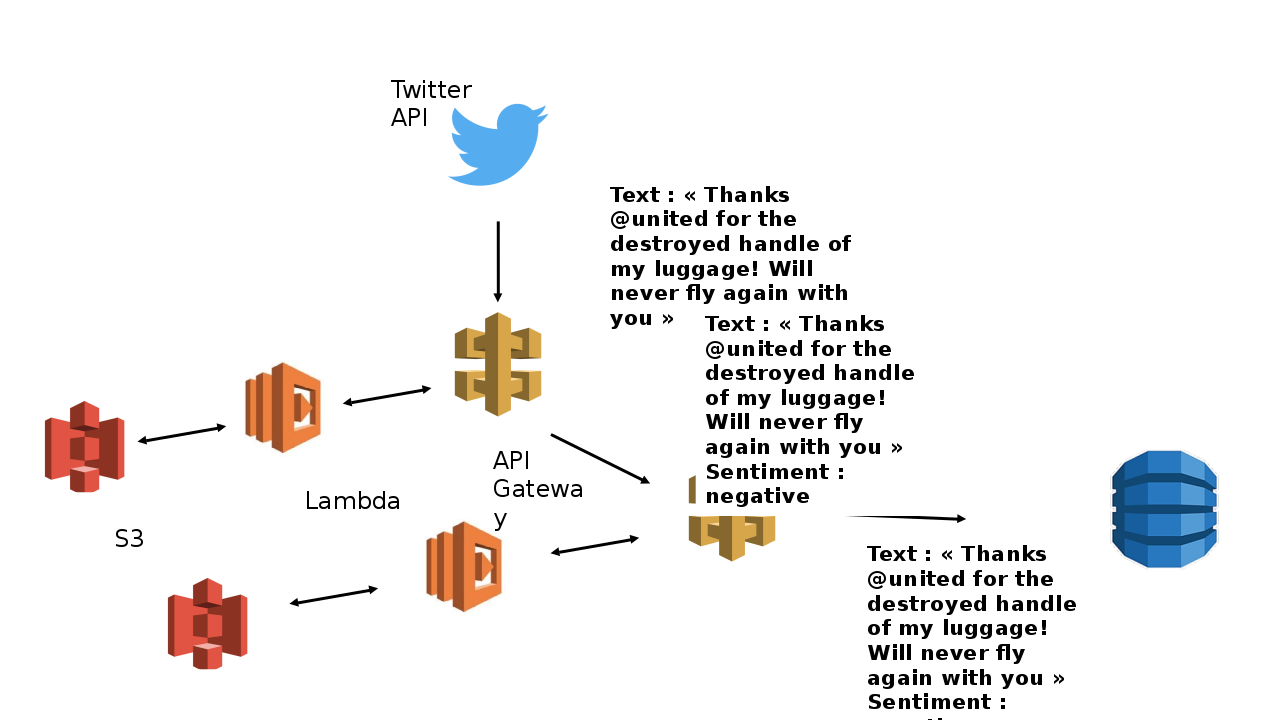 Twitter
API
Text : « Thanks
@united for the
destroyed handle of
my luggage! Will
never fly again with
you »
Text : « Thanks
@united for the
destroyed handle
of my luggage!
Will never fly
again with you »
Sentiment :
negative
API
Gatewa
y
Lambda
S3
Text : « Thanks
@united for the
destroyed handle
of my luggage!
Will never fly
again with you »
Sentiment :